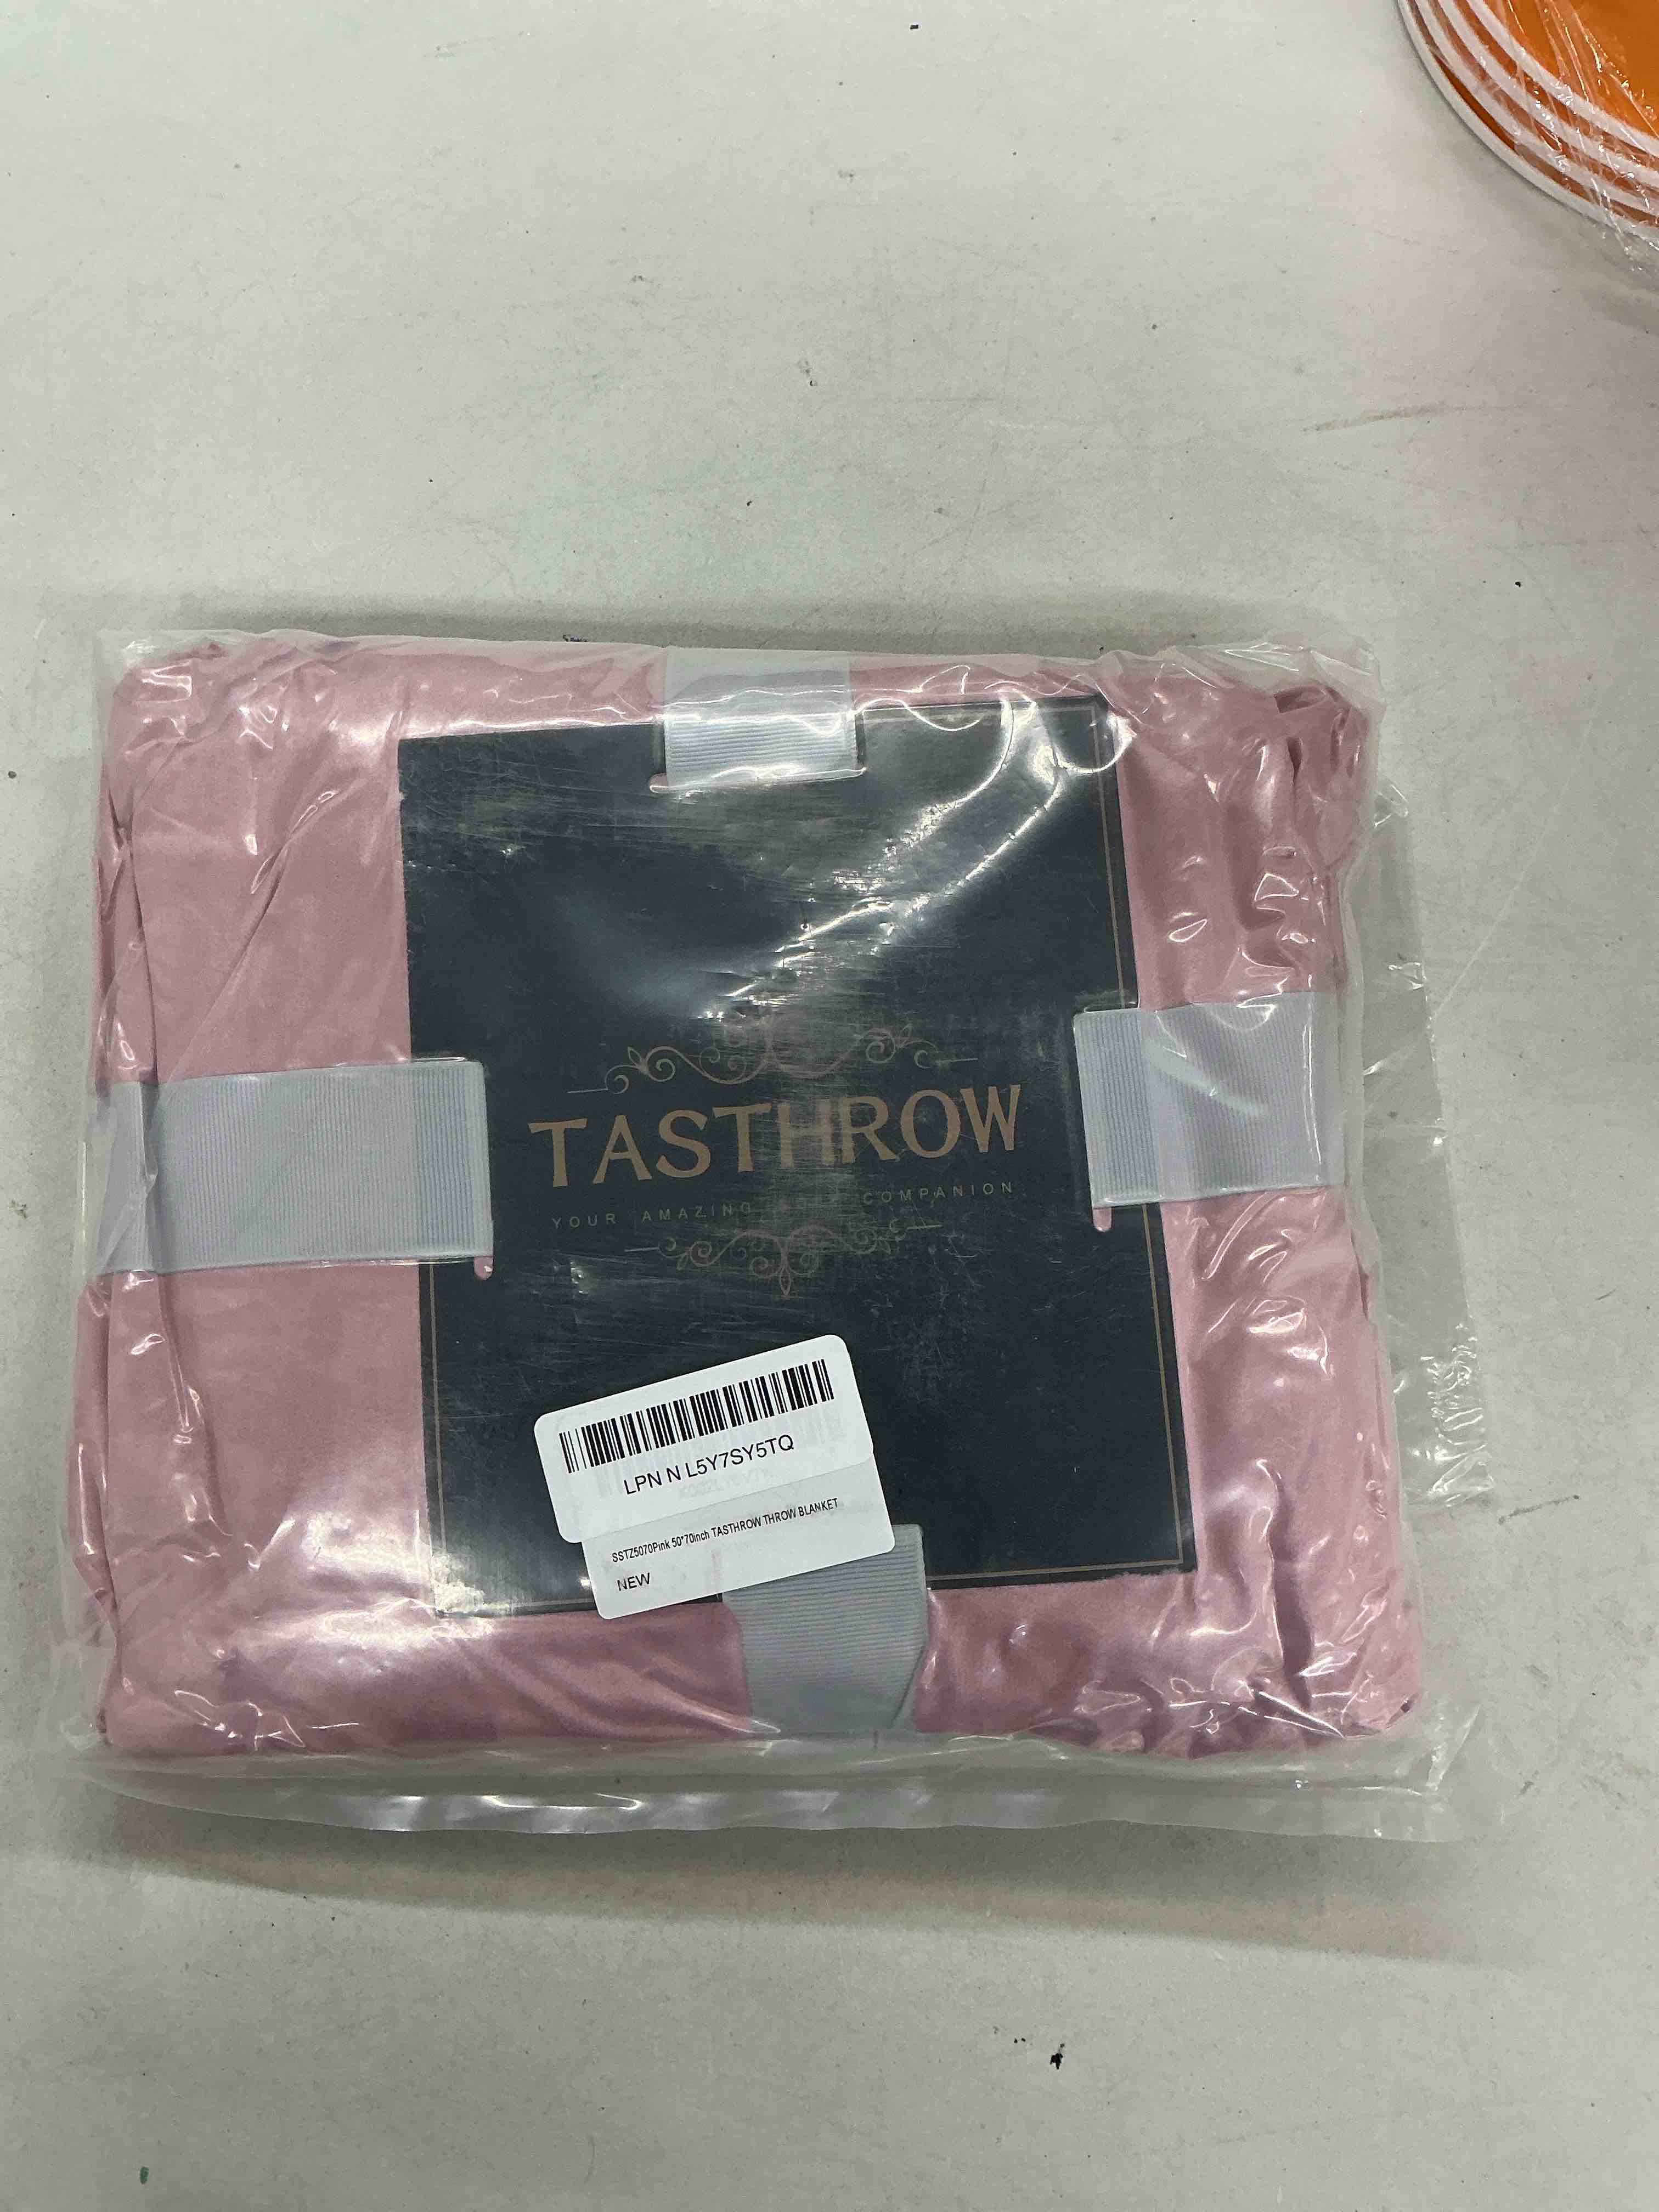 TASTHROW
YOUR AMAZING COMPANION
LPN N L5Y7SY5TQ
SSTZ5070Pink 50*70inch TASTHROW THROW BLANKET
NEW